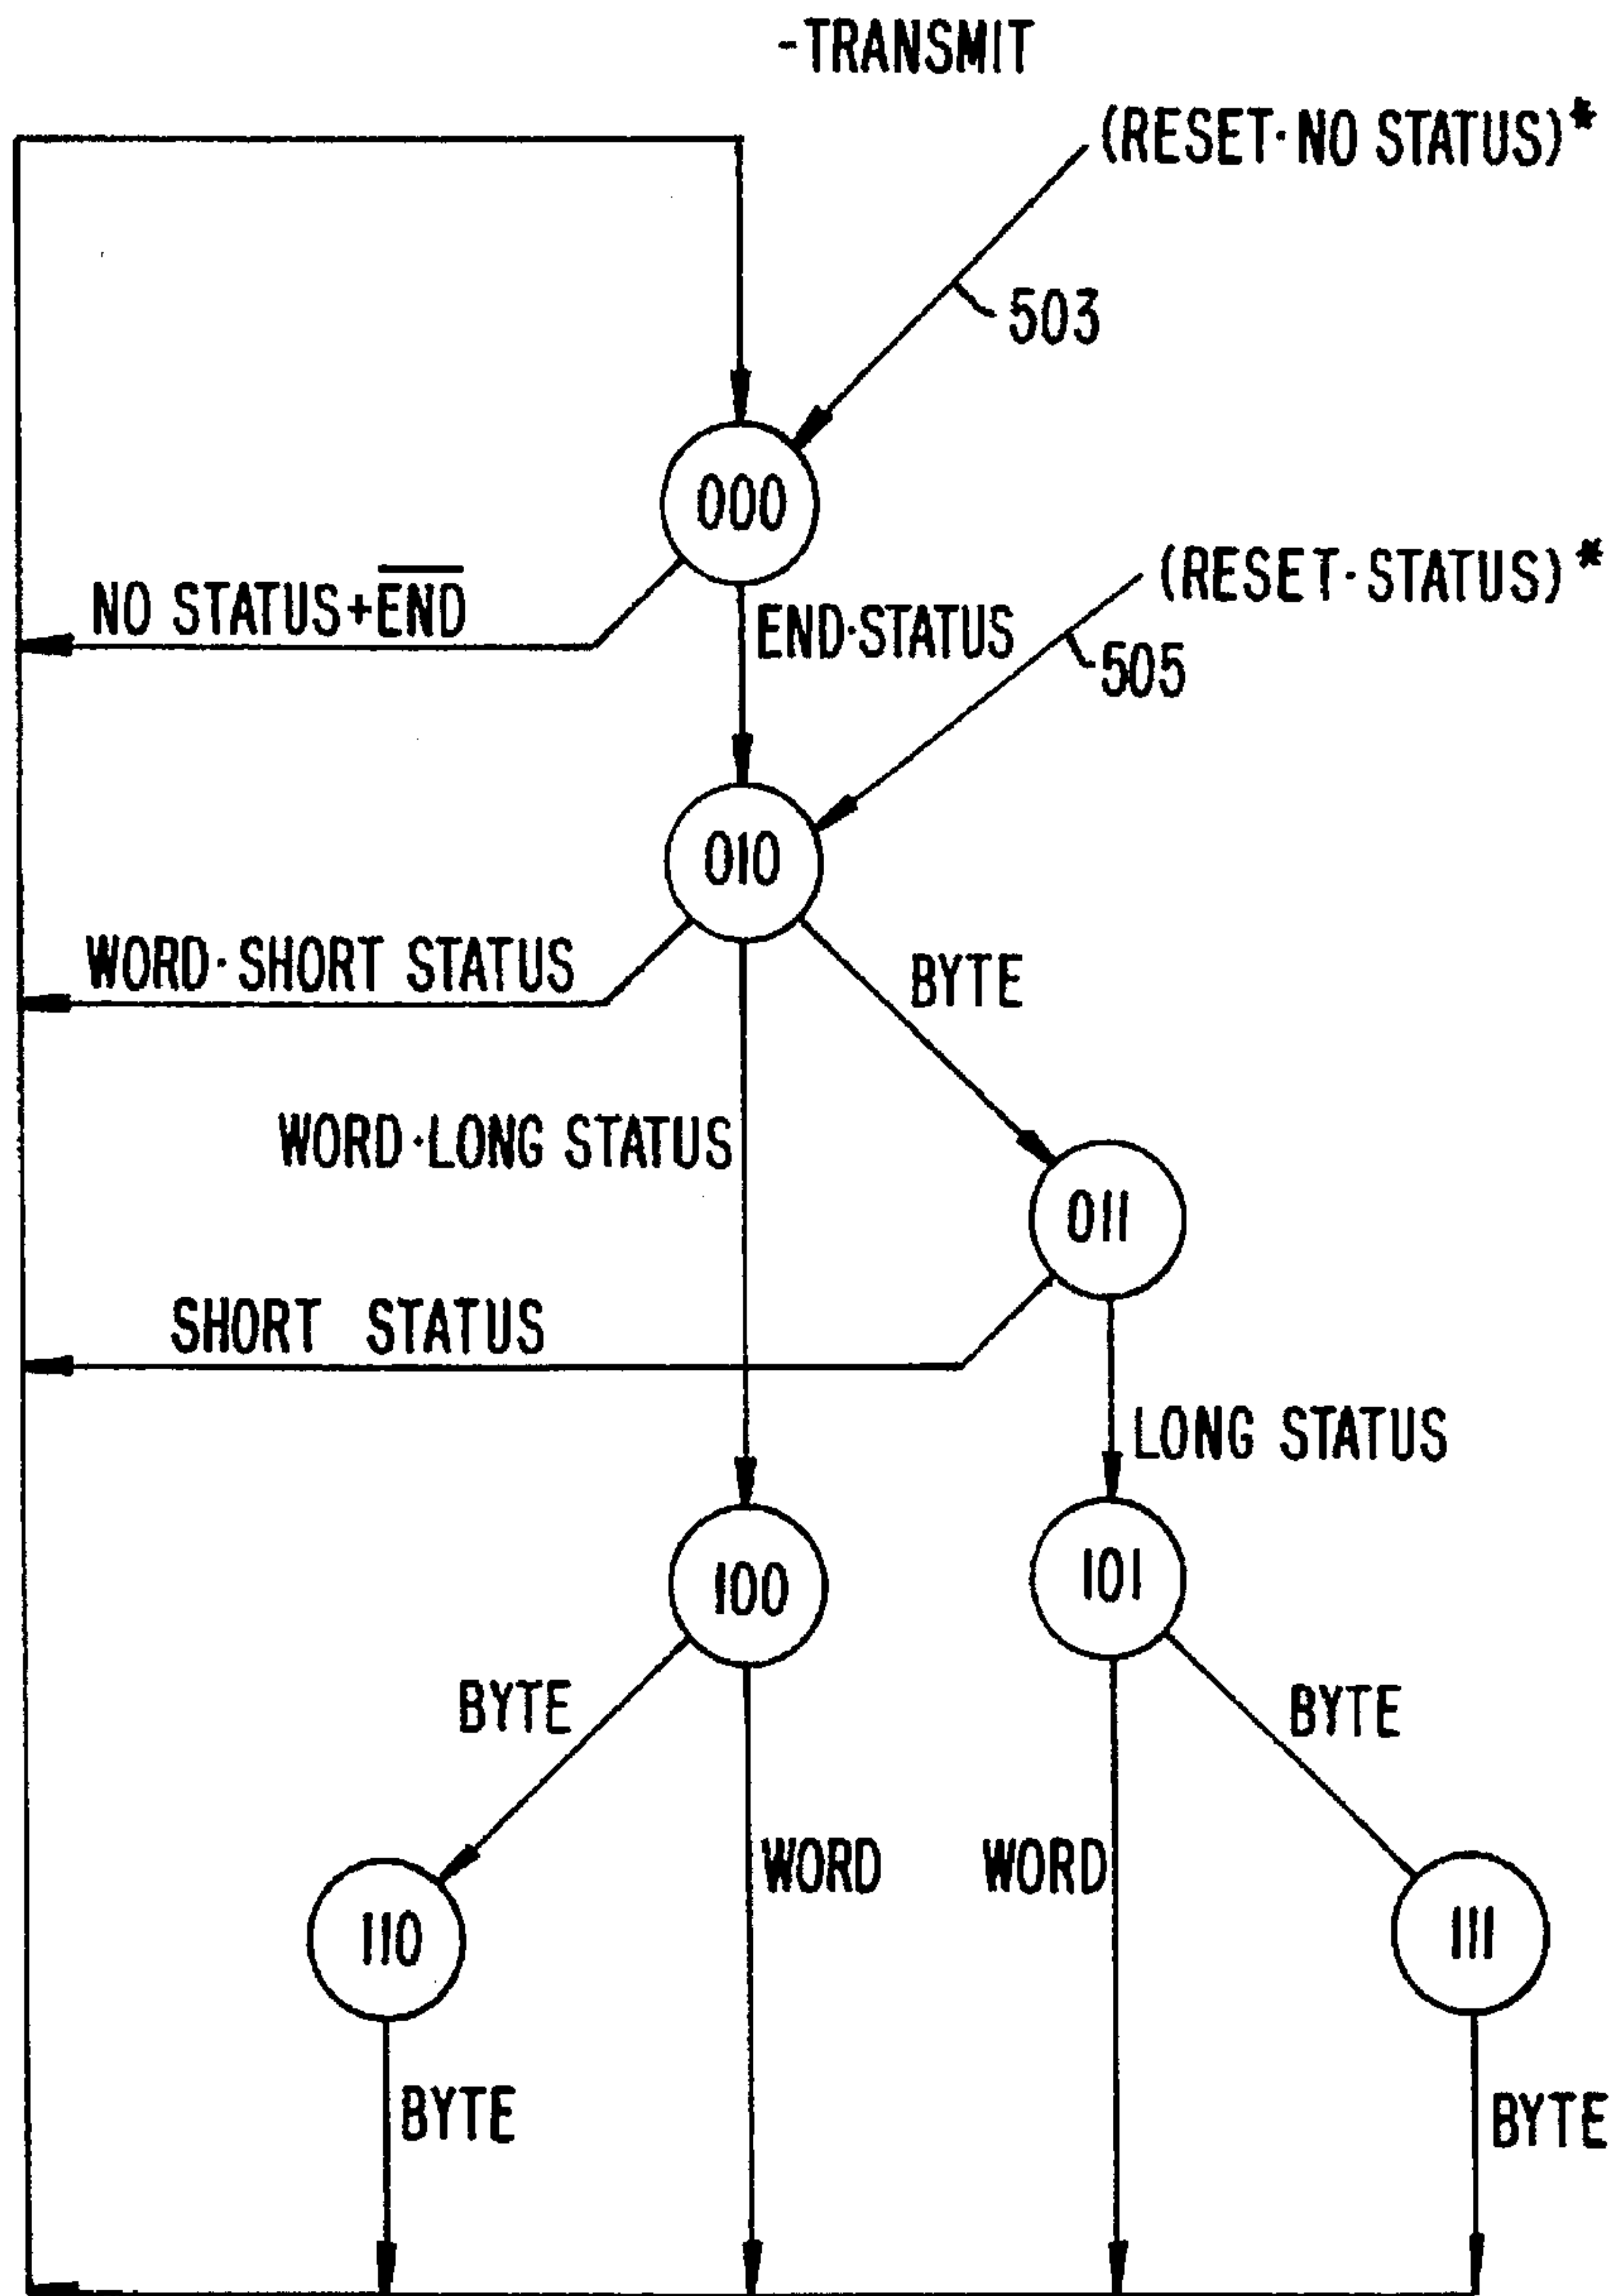 -TRANSMIT
(RESET·NO STATUS)*
503
000
(RESET·STATUS)*
NO STATUS+E̅N̅D̅
END·STATUS
505
010
WORD·SHORT STATUS
BYTE
WORD·LONG STATUS
011
SHORT STATUS
LONG STATUS
100
101
BYTE
BYTE
WORD
WORD
110
111
BYTE
BYTE